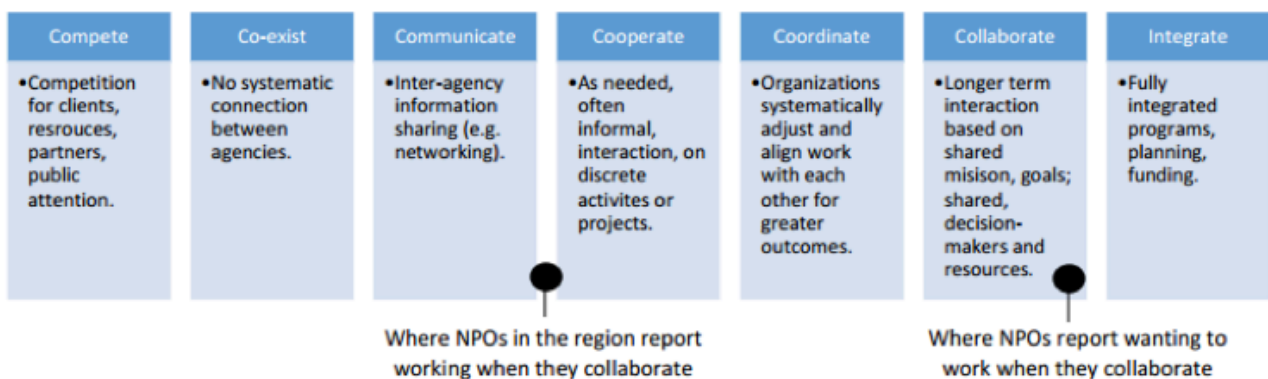 Compete
•Competition
for clients,
resrouces,
partners,
public
attention.
Co-exist
•No systematic
connection
between
agencies.
Communicate
•Inter-agency
information
sharing (e.g.
networking).
Cooperate
•As needed,
often
informal,
interaction, on
discrete
activites or
projects.
Coordinate
•Organizations
systematically
adjust and
align work
with each
other for
greater
outcomes.
Collaborate
•Longer term
interaction
based on
shared
misison, goals;
shared,
decision-
makers and
resources.
Integrate
•Fully
integrated
programs,
planning,
funding.
Where NPOs in the region report
working when they collaborate
Where NPOs report wanting to
work when they collaborate